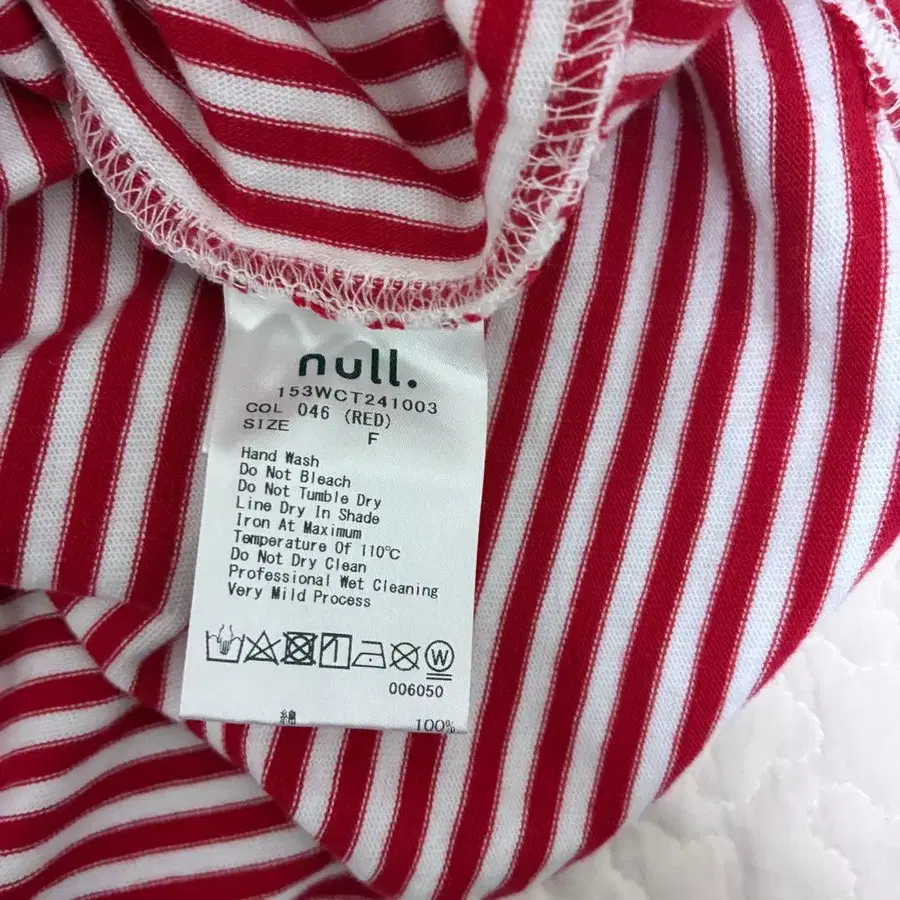 null.
153WCT241003
COL 046 (RED)
SIZE F
Hand Wash
Do Not Bleach
Do Not Tumble Dry
Line Dry In Shade
Iron At Maximum
Temperature Of 110℃
Do Not Dry Clean
Professional Wet Cleaning
Very Mild Process
W
006050
綿 100%